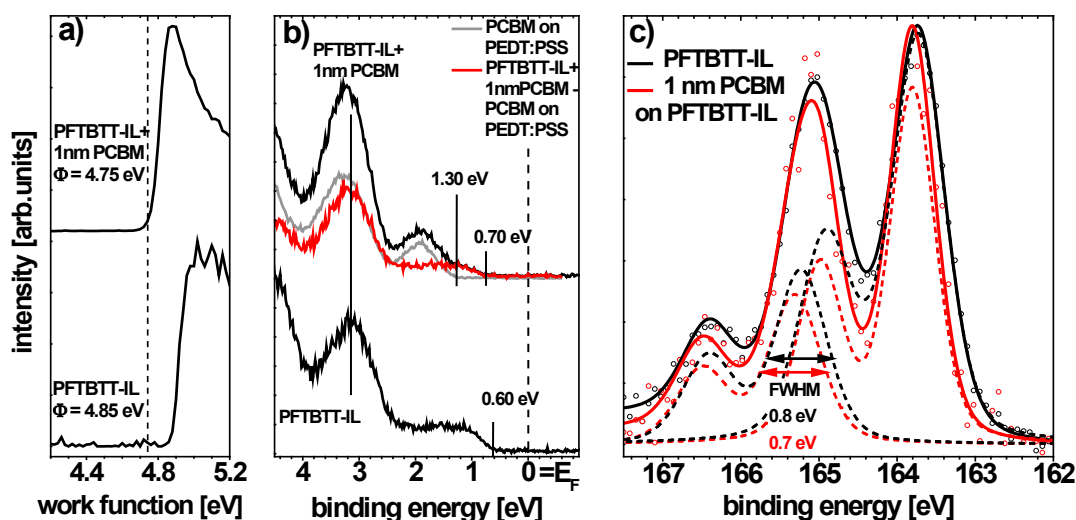 a)
PFTBTT-IL+
1nm PCBM
Φ = 4.75 eV
PFTBTT-IL
Φ = 4.85 eV
intensity [arb.units]
4.4 4.8 5.2
work function [eV]
b)
PFTBTT-IL+
1nm PCBM
PCBM on
PEDT:PSS
PFTBTT-IL+
1nmPCBM -
PCBM on
PEDT:PSS
1.30 eV
0.70 eV
PFTBTT-IL
0.60 eV
4 3 2 1 0 =E_F
binding energy [eV]
c)
PFTBTT-IL
1 nm PCBM
on PFTBTT-IL
FWHM
0.8 eV
0.7 eV
167 166 165 164 163 162
binding energy [eV]